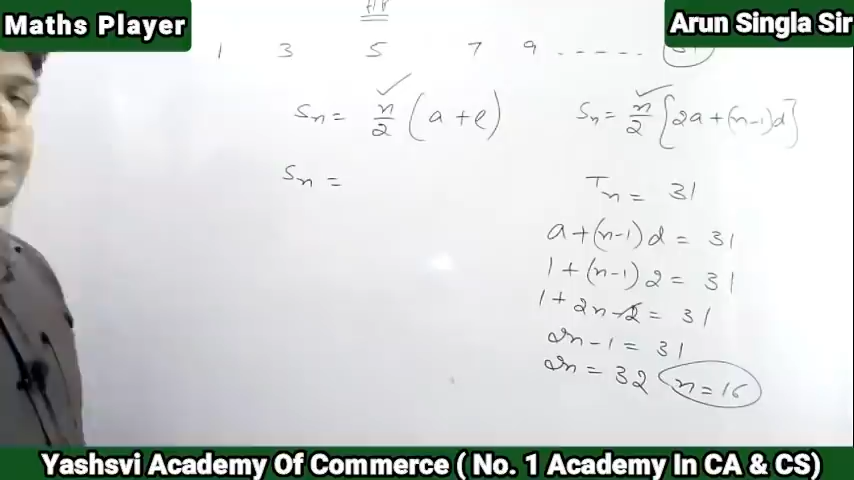 Maths Player
Arun Singla Sir
1 3 5 7 9 ------ 31
Sn = n/2 (a + l)
Sn = n/2 [2a + (n-1)d]
Sn =
Tn = 31
a + (n-1) d = 31
1 + (n-1) 2 = 31
1 + 2n - 2 = 31
2n - 1 = 31
2n = 32 n = 16
Yashsvi Academy Of Commerce ( No. 1 Academy In CA & CS)